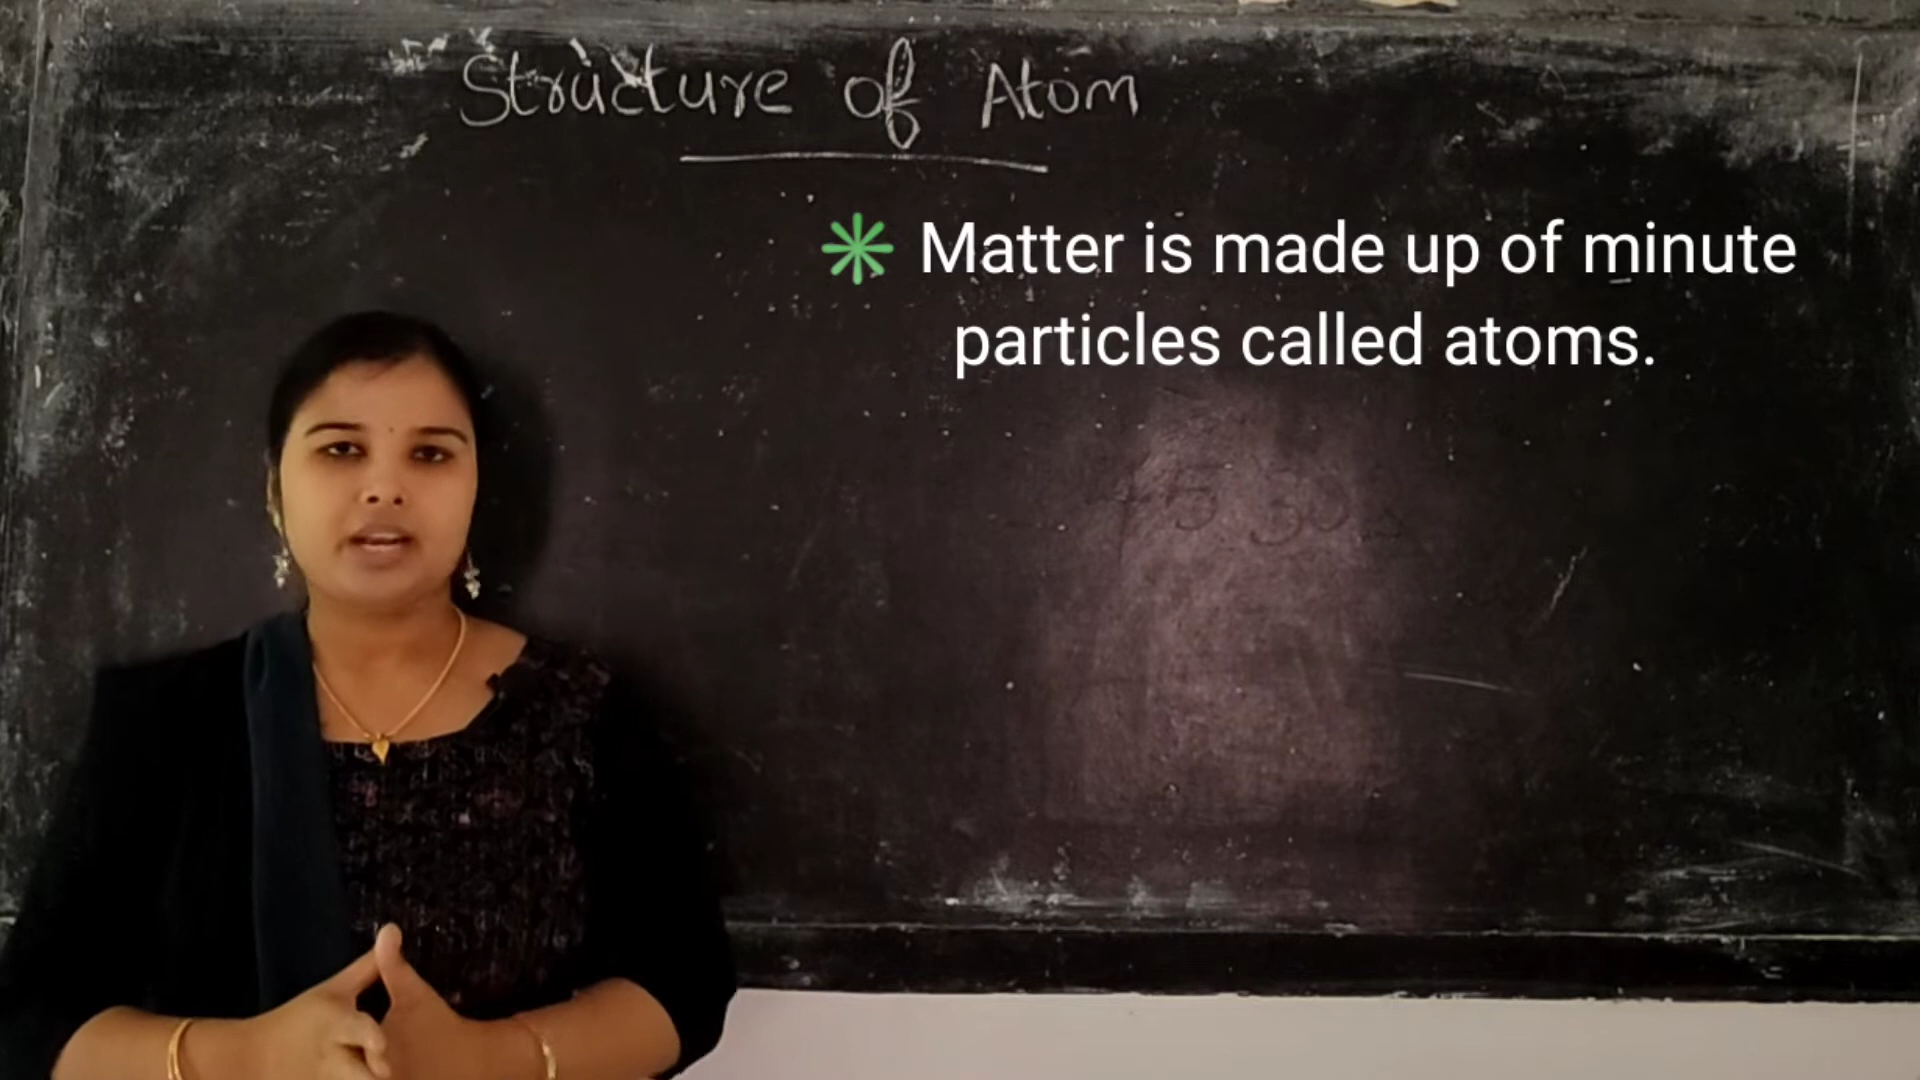 Structure of Atom
Matter is made up of minute
particles called atoms.